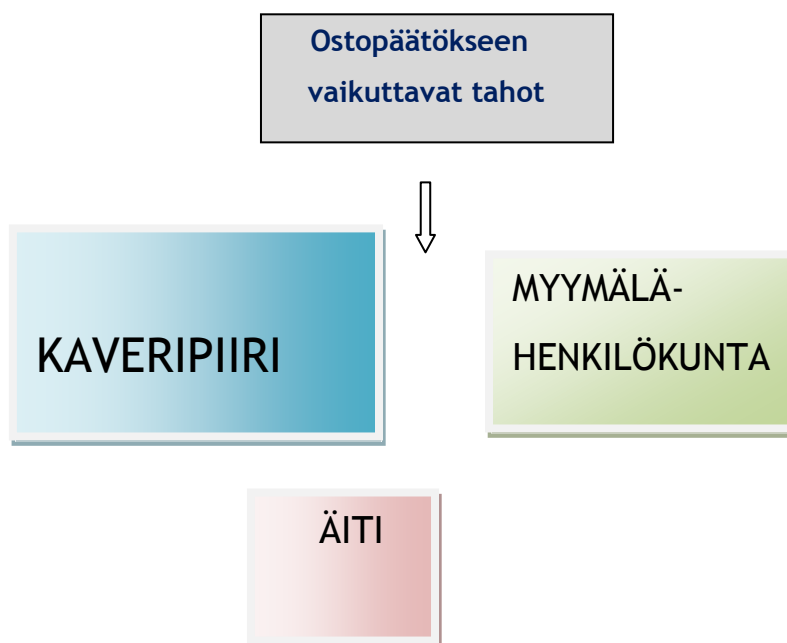 Ostopäätökseen
vaikuttavat tahot
KAVERIPIIRI
MYYMÄLÄ-
HENKILÖKUNTA
ÄITI